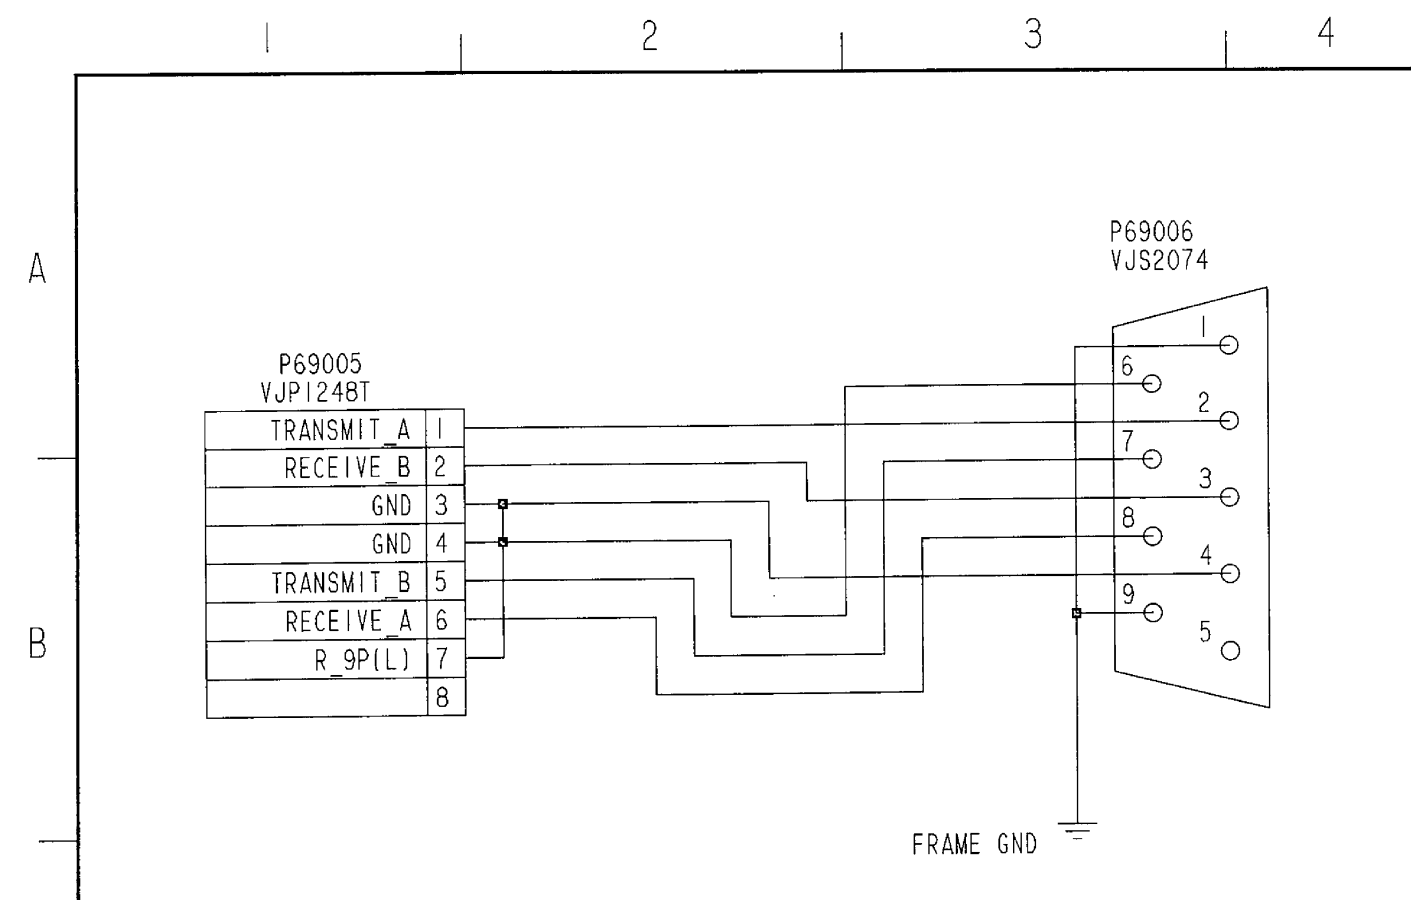 1 2 3 4
A
B
P69005
VJP1248T
TRANSMIT_A 1
RECEIVE_B 2
GND 3
GND 4
TRANSMIT_B 5
RECEIVE_A 6
R_9P(L) 7
8
P69006
VJS2074
1
6
2
7
3
8
4
9
5
FRAME GND